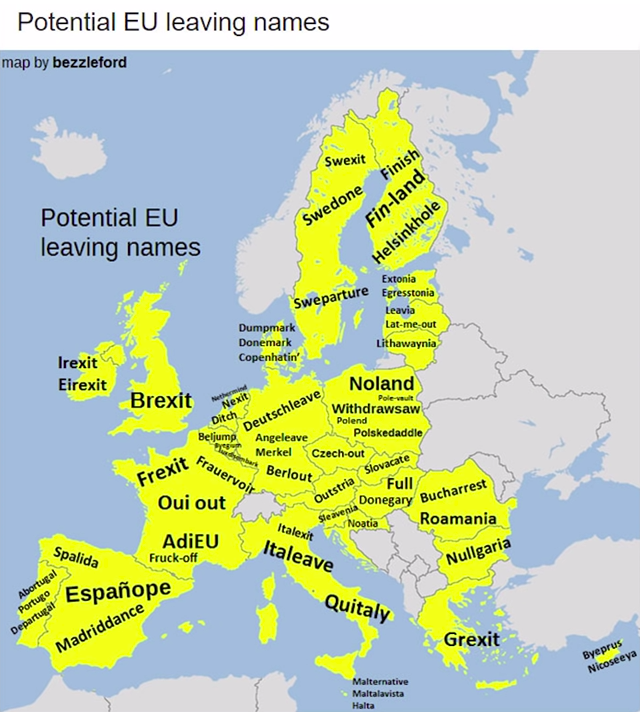 Potential EU leaving names
map by bezzleford
Potential EU
leaving names
Swexit
Finish
Swedone
Fin-land
Helsinkhole
Sweparture
Extonia
Egresstonia
Leavia
Lat-me-out
Lithawaynia
Dumpmark
Donemark
Copenhatin'
Irexit
Eirexit
Brexit
Nethermind
Nexit
Ditch
Deutschleave
Noland
Pole-vault
Withdrawsaw
Polend
Polskedaddle
Beljump
Byegium
Angeleave
Merkel
Czech-out
Frexit
Frauervoir
Berlout
Slovacate
Outstria
Full
Donegary
Bucharrest
Oui out
Sleavenia
Noatia
Roamania
AdiEU
Fruck-off
Italexit
Italeave
Nullgaria
Spalida
Abortugal
Portugo
Departugal
Españope
Madriddance
Quitaly
Grexit
Byeprus
Nicoseeya
Malternative
Maltalavista
Halta